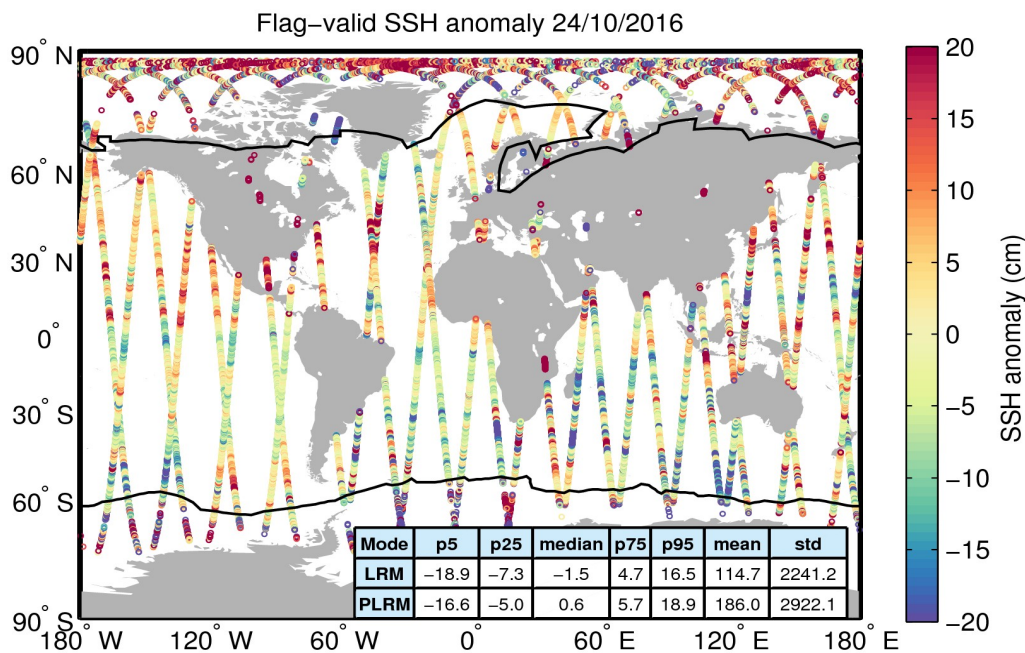 Flag−valid SSH anomaly 24/10/2016
90° N
60° N
30° N
0°
30° S
60° S
90° S
180° W 120° W 60° W 0° 60° E 120° E 180° E
Mode p5 p25 median p75 p95 mean std
LRM −18.9 −7.3 −1.5 4.7 16.5 114.7 2241.2
PLRM −16.6 −5.0 0.6 5.7 18.9 186.0 2922.1
20
15
10
5
0
−5
−10
−15
−20
SSH anomaly (cm)